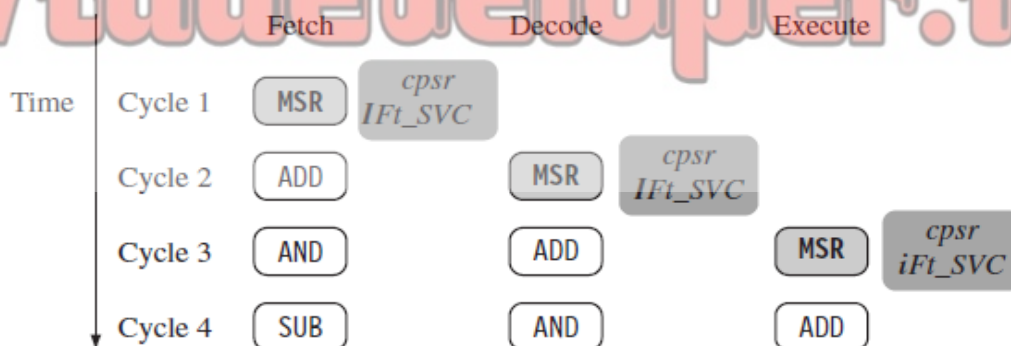 Fetch Decode Execute
Time Cycle 1 MSR cpsr
IFt_SVC
Cycle 2 ADD MSR cpsr
IFt_SVC
Cycle 3 AND ADD MSR cpsr
iFt_SVC
Cycle 4 SUB AND ADD